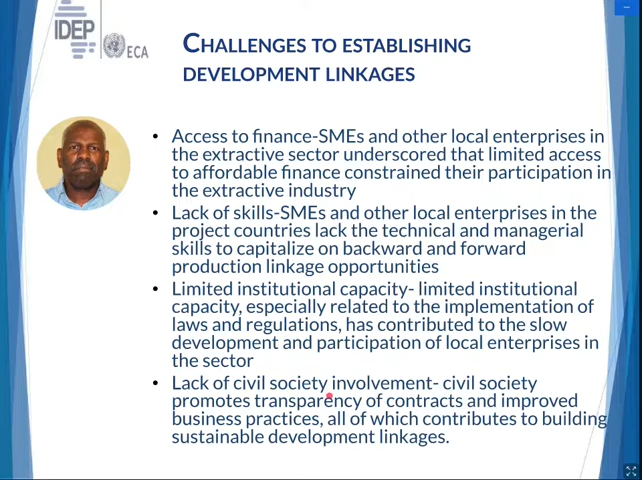 IDEP
ECA
CHALLENGES TO ESTABLISHING
DEVELOPMENT LINKAGES
• Access to finance-SMEs and other local enterprises in
the extractive sector underscored that limited access
to affordable finance constrained their participation in
the extractive industry
• Lack of skills-SMEs and other local enterprises in the
project countries lack the technical and managerial
skills to capitalize on backward and forward
production linkage opportunities
• Limited institutional capacity- limited institutional
capacity, especially related to the implementation of
laws and regulations, has contributed to the slow
development and participation of local enterprises in
the sector
• Lack of civil society involvement- civil society
promotes transparency of contracts and improved
business practices, all of which contributes to building
sustainable development linkages.